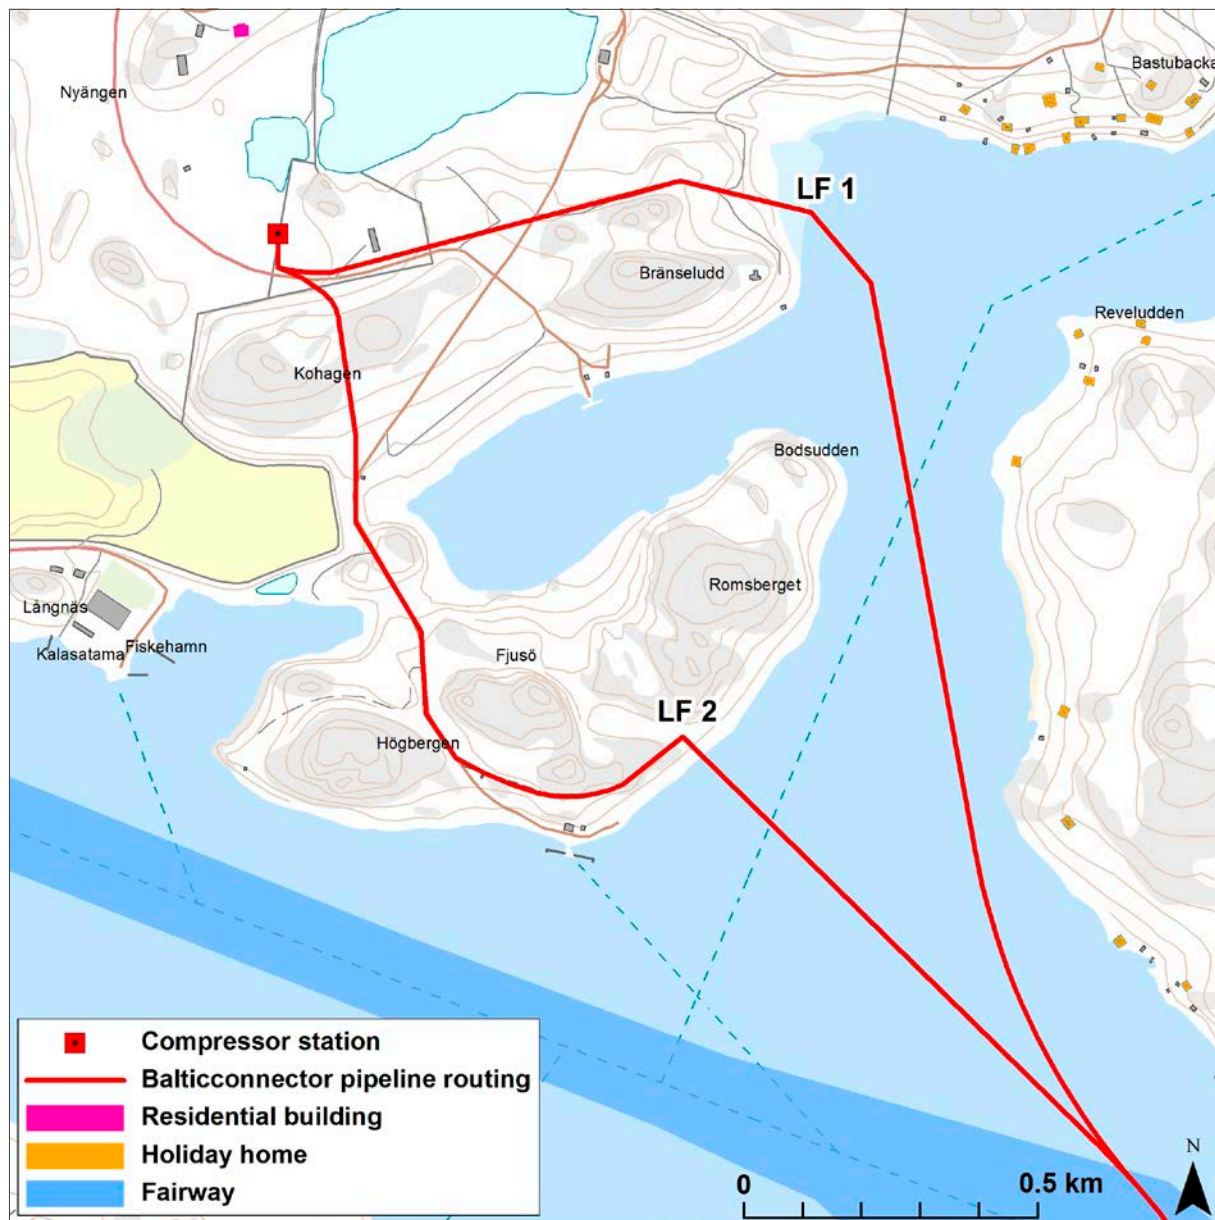 Bastubacka
Nyängen
LF 1
Bränseludd
Reveludden
Kohagen
Bodsudden
Romsberget
Långnäs
Fiskehamn
Kalasatama
Fjusö
LF 2
Högbergen
Compressor station
Balticconnector pipeline routing
Residential building
Holiday home
Fairway
N
0 0.5 km